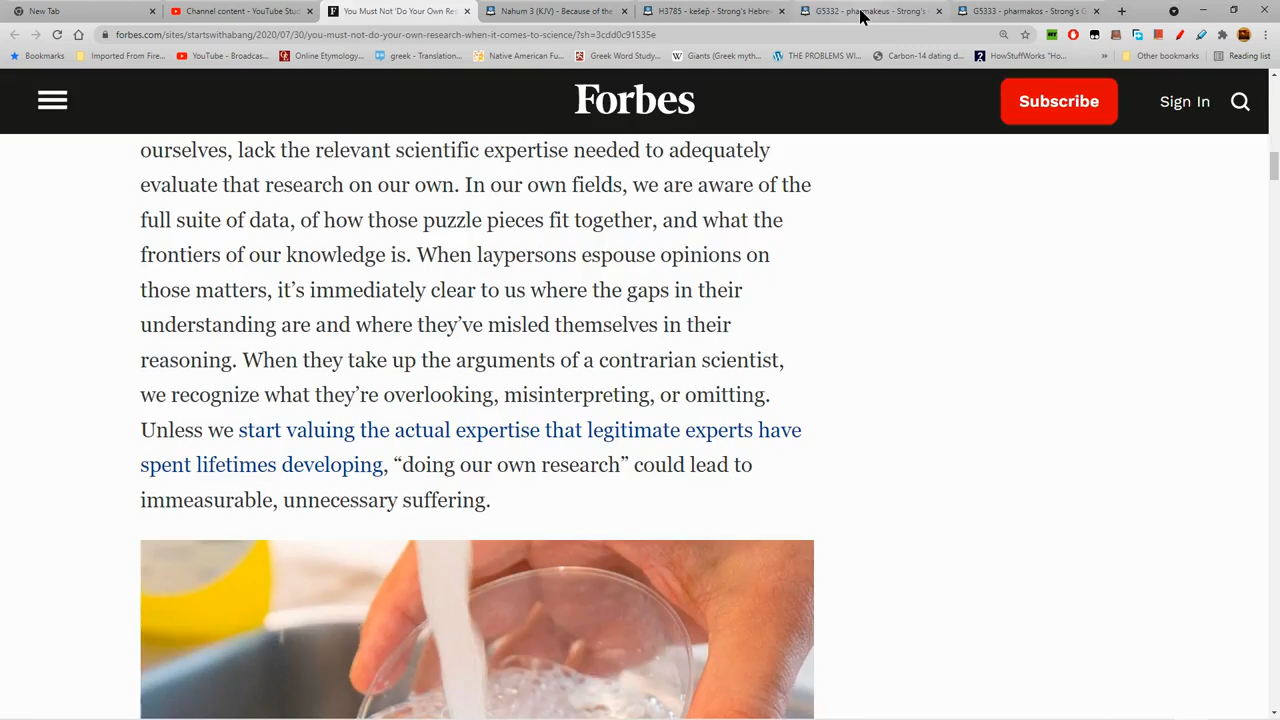 New Tab
Channel content - YouTube Stu
You Must Not 'Do Your Own Res
Nahum 3 (KJV) - Because of the
H3785 - kešep̄ - Strong's Hebrew
G5332 - pharmakeus - Strong's
G5333 - pharmakos - Strong's G
forbes.com/sites/startswithabang/2020/07/30/you-must-not-do-your-own-research-when-it-comes-to-science/?sh=3cdd0c91535e
Bookmarks
Imported From Fire...
YouTube - Broadcas...
Online Etymology...
greek - Translation...
Native American Fu...
Greek Word Study...
Giants (Greek myth...
THE PROBLEMS WI...
Carbon-14 dating d...
HowStuffWorks "Ho...
Other bookmarks
Reading list
Forbes
Subscribe
Sign In
ourselves, lack the relevant scientific expertise needed to adequately
evaluate that research on our own. In our own fields, we are aware of the
full suite of data, of how those puzzle pieces fit together, and what the
frontiers of our knowledge is. When laypersons espouse opinions on
those matters, it's immediately clear to us where the gaps in their
understanding are and where they've misled themselves in their
reasoning. When they take up the arguments of a contrarian scientist,
we recognize what they're overlooking, misinterpreting, or omitting.
Unless we start valuing the actual expertise that legitimate experts have
spent lifetimes developing, “doing our own research” could lead to
immeasurable, unnecessary suffering.